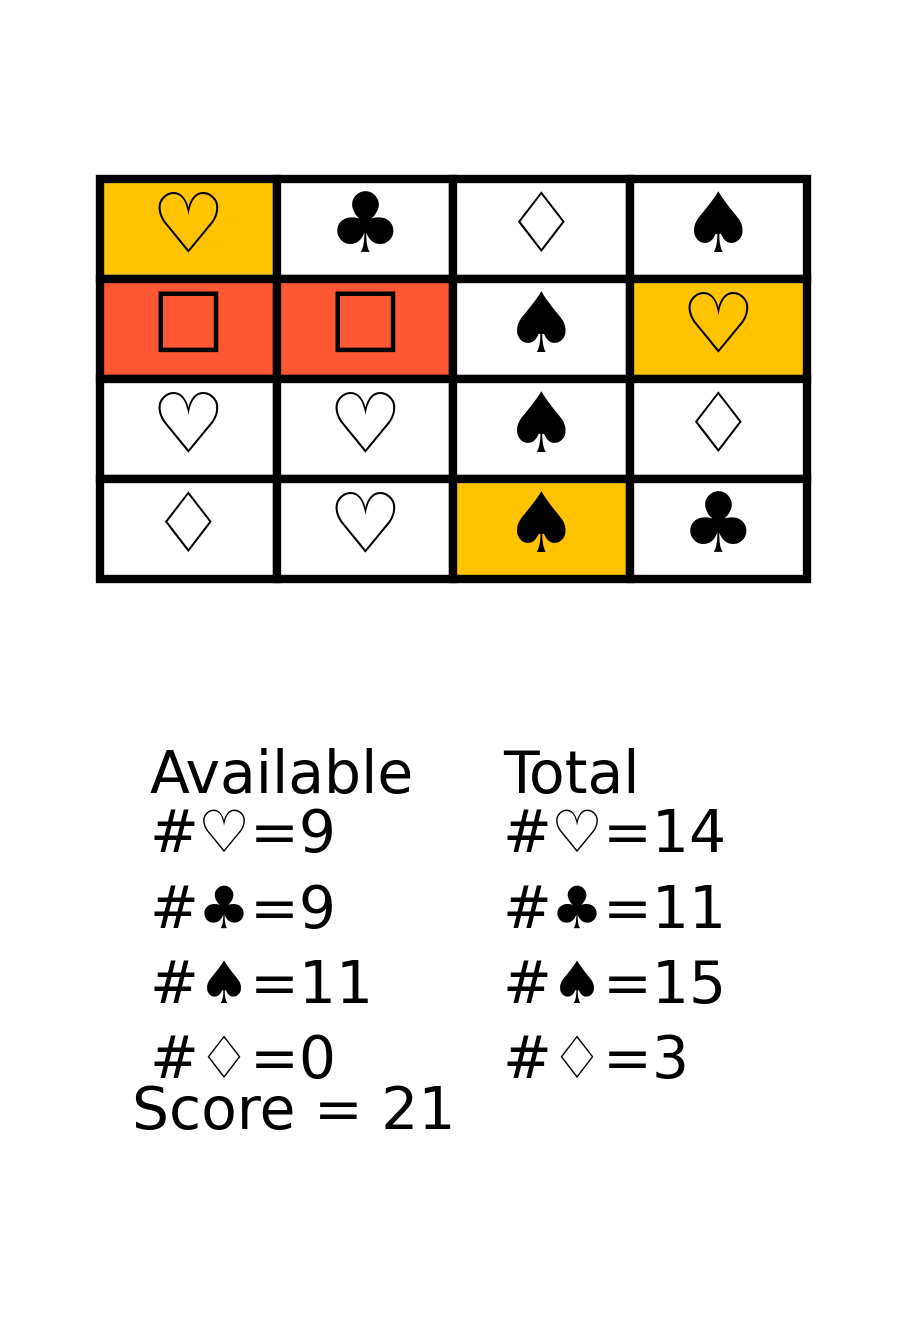 ♡ ♣ ♢ ♠
□ □ ♠ ♡
♡ ♡ ♠ ♢
♢ ♡ ♠ ♣
Available Total
#♡=9 #♡=14
#♣=9 #♣=11
#♠=11 #♠=15
#♢=0 #♢=3
Score = 21